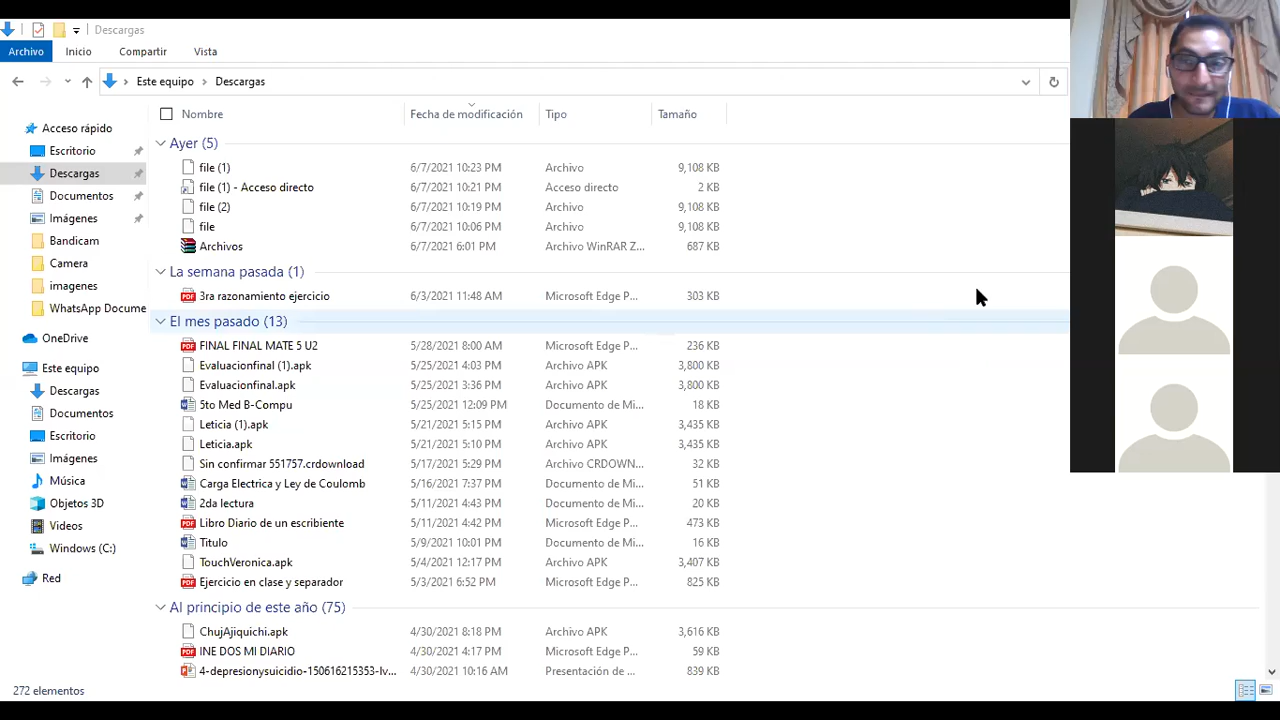 Descargas
Archivo Inicio Compartir Vista
Este equipo Descargas
Nombre Fecha de modificación Tipo Tamaño
Acceso rápido
Escritorio
Descargas
Documentos
Imágenes
Bandicam
Camera
imagenes
WhatsApp Docume
OneDrive
Este equipo
Descargas
Documentos
Escritorio
Imágenes
Música
Objetos 3D
Videos
Windows (C:)
Red
Ayer (5)
file (1) 6/7/2021 10:23 PM Archivo 9,108 KB
file (1) - Acceso directo 6/7/2021 10:21 PM Acceso directo 2 KB
file (2) 6/7/2021 10:19 PM Archivo 9,108 KB
file 6/7/2021 10:06 PM Archivo 9,108 KB
Archivos 6/7/2021 6:01 PM Archivo WinRAR Z... 687 KB
La semana pasada (1)
PDF 3ra razonamiento ejercicio 6/3/2021 11:48 AM Microsoft Edge P... 303 KB
El mes pasado (13)
PDF FINAL FINAL MATE 5 U2 5/28/2021 8:00 AM Microsoft Edge P... 236 KB
Evaluacionfinal (1).apk 5/25/2021 4:03 PM Archivo APK 3,800 KB
Evaluacionfinal.apk 5/25/2021 3:36 PM Archivo APK 3,800 KB
5to Med B-Compu 5/25/2021 12:09 PM Documento de Mi... 18 KB
Leticia (1).apk 5/21/2021 5:15 PM Archivo APK 3,435 KB
Leticia.apk 5/21/2021 5:10 PM Archivo APK 3,435 KB
Sin confirmar 551757.crdownload 5/17/2021 5:29 PM Archivo CRDOWN... 32 KB
Carga Electrica y Ley de Coulomb 5/16/2021 7:37 PM Documento de Mi... 51 KB
2da lectura 5/11/2021 4:43 PM Documento de Mi... 20 KB
PDF Libro Diario de un escribiente 5/11/2021 4:42 PM Microsoft Edge P... 473 KB
Titulo 5/9/2021 10:01 PM Documento de Mi... 16 KB
TouchVeronica.apk 5/4/2021 12:17 PM Archivo APK 3,407 KB
PDF Ejercicio en clase y separador 5/3/2021 6:52 PM Microsoft Edge P... 825 KB
Al principio de este año (75)
ChujAjiquichi.apk 4/30/2021 8:18 PM Archivo APK 3,616 KB
PDF INE DOS MI DIARIO 4/30/2021 4:17 PM Microsoft Edge P... 59 KB
4-depresionysuicidio-150616215353-lv... 4/30/2021 10:16 AM Presentación de ... 839 KB
272 elementos